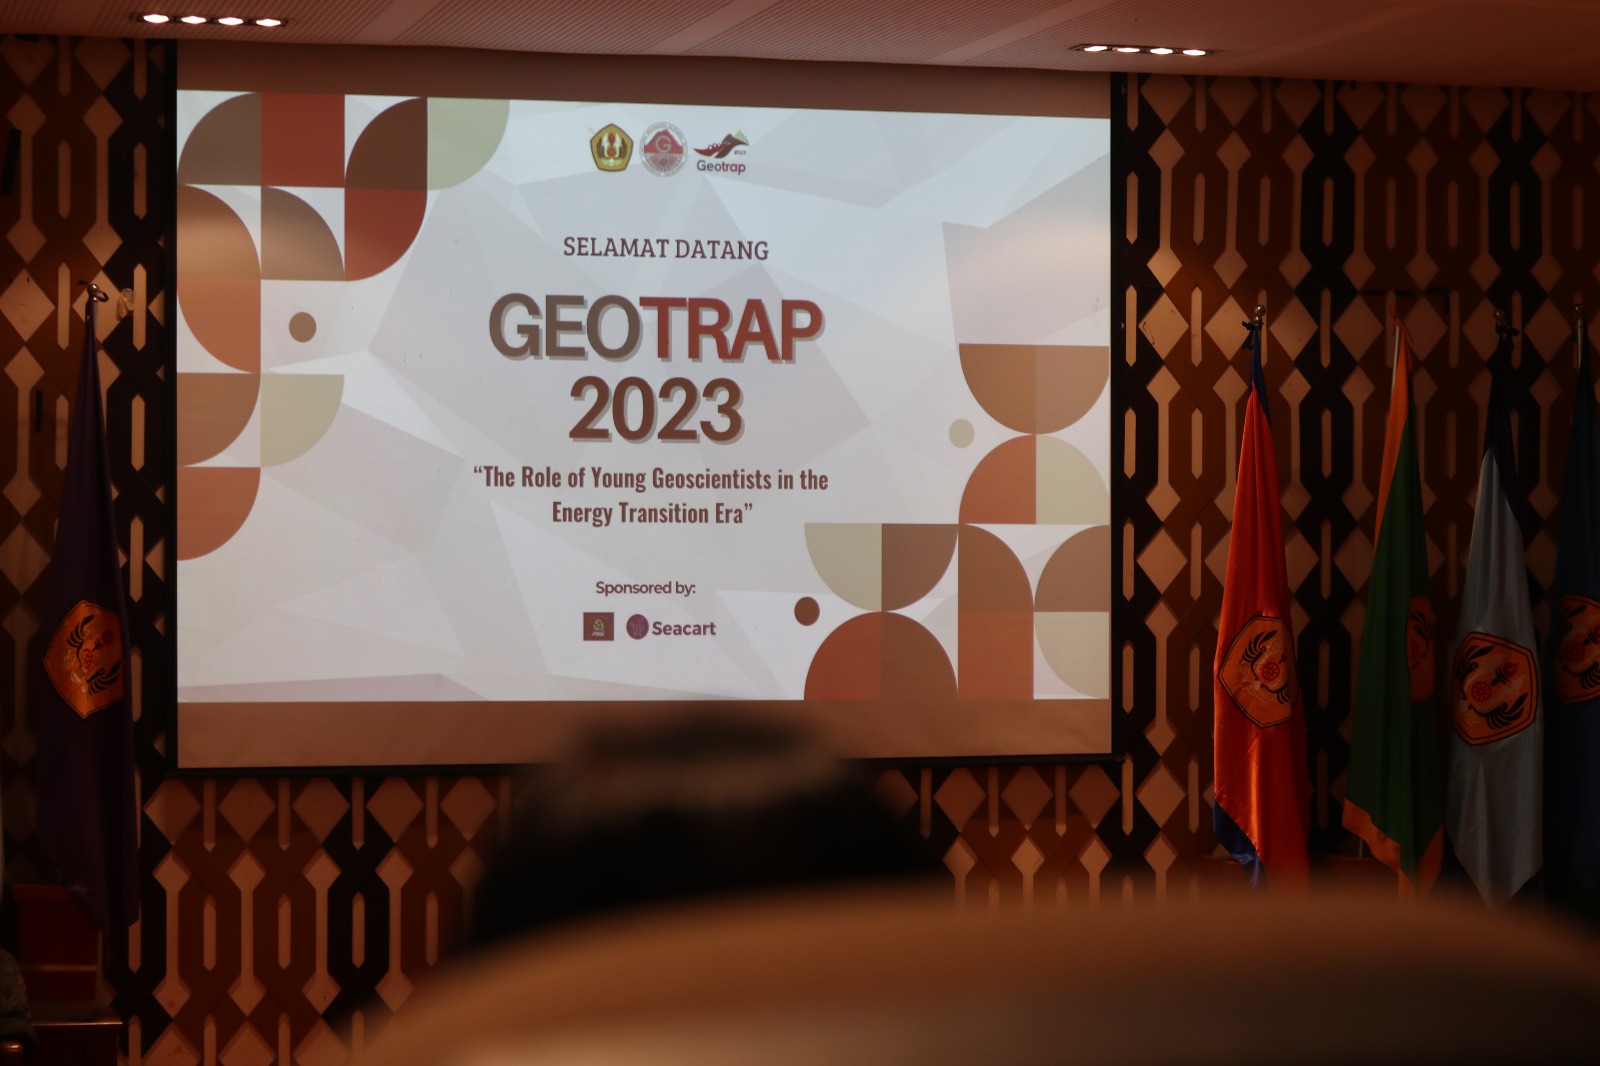 Geotrap
SELAMAT DATANG
GEOTRAP
2023
“The Role of Young Geoscientists in the
Energy Transition Era”
Sponsored by:
Seacart